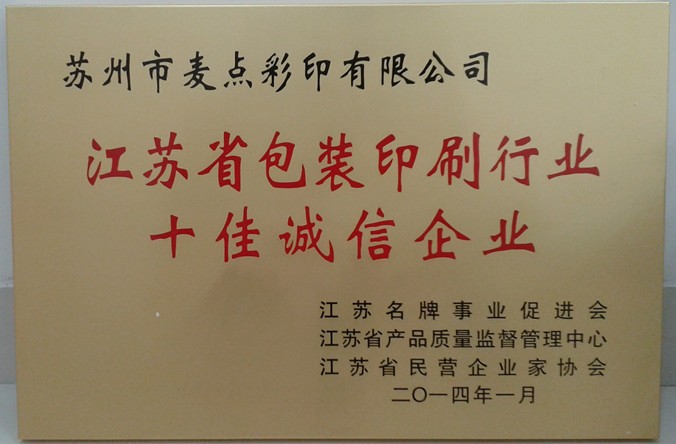 苏州市麦点彩印有限公司
江苏省包装印刷行业
十佳诚信企业
江苏名牌事业促进会
江苏省产品质量监督管理中心
江苏省民营企业家协会
二〇一四年一月